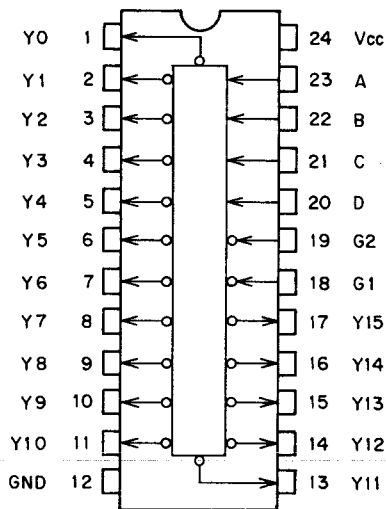 Y0 1 24 Vcc
Y1 2 23 A
Y2 3 22 B
Y3 4 21 C
Y4 5 20 D
Y5 6 19 G2
Y6 7 18 G1
Y7 8 17 Y15
Y8 9 16 Y14
Y9 10 15 Y13
Y10 11 14 Y12
GND 12 13 Y11